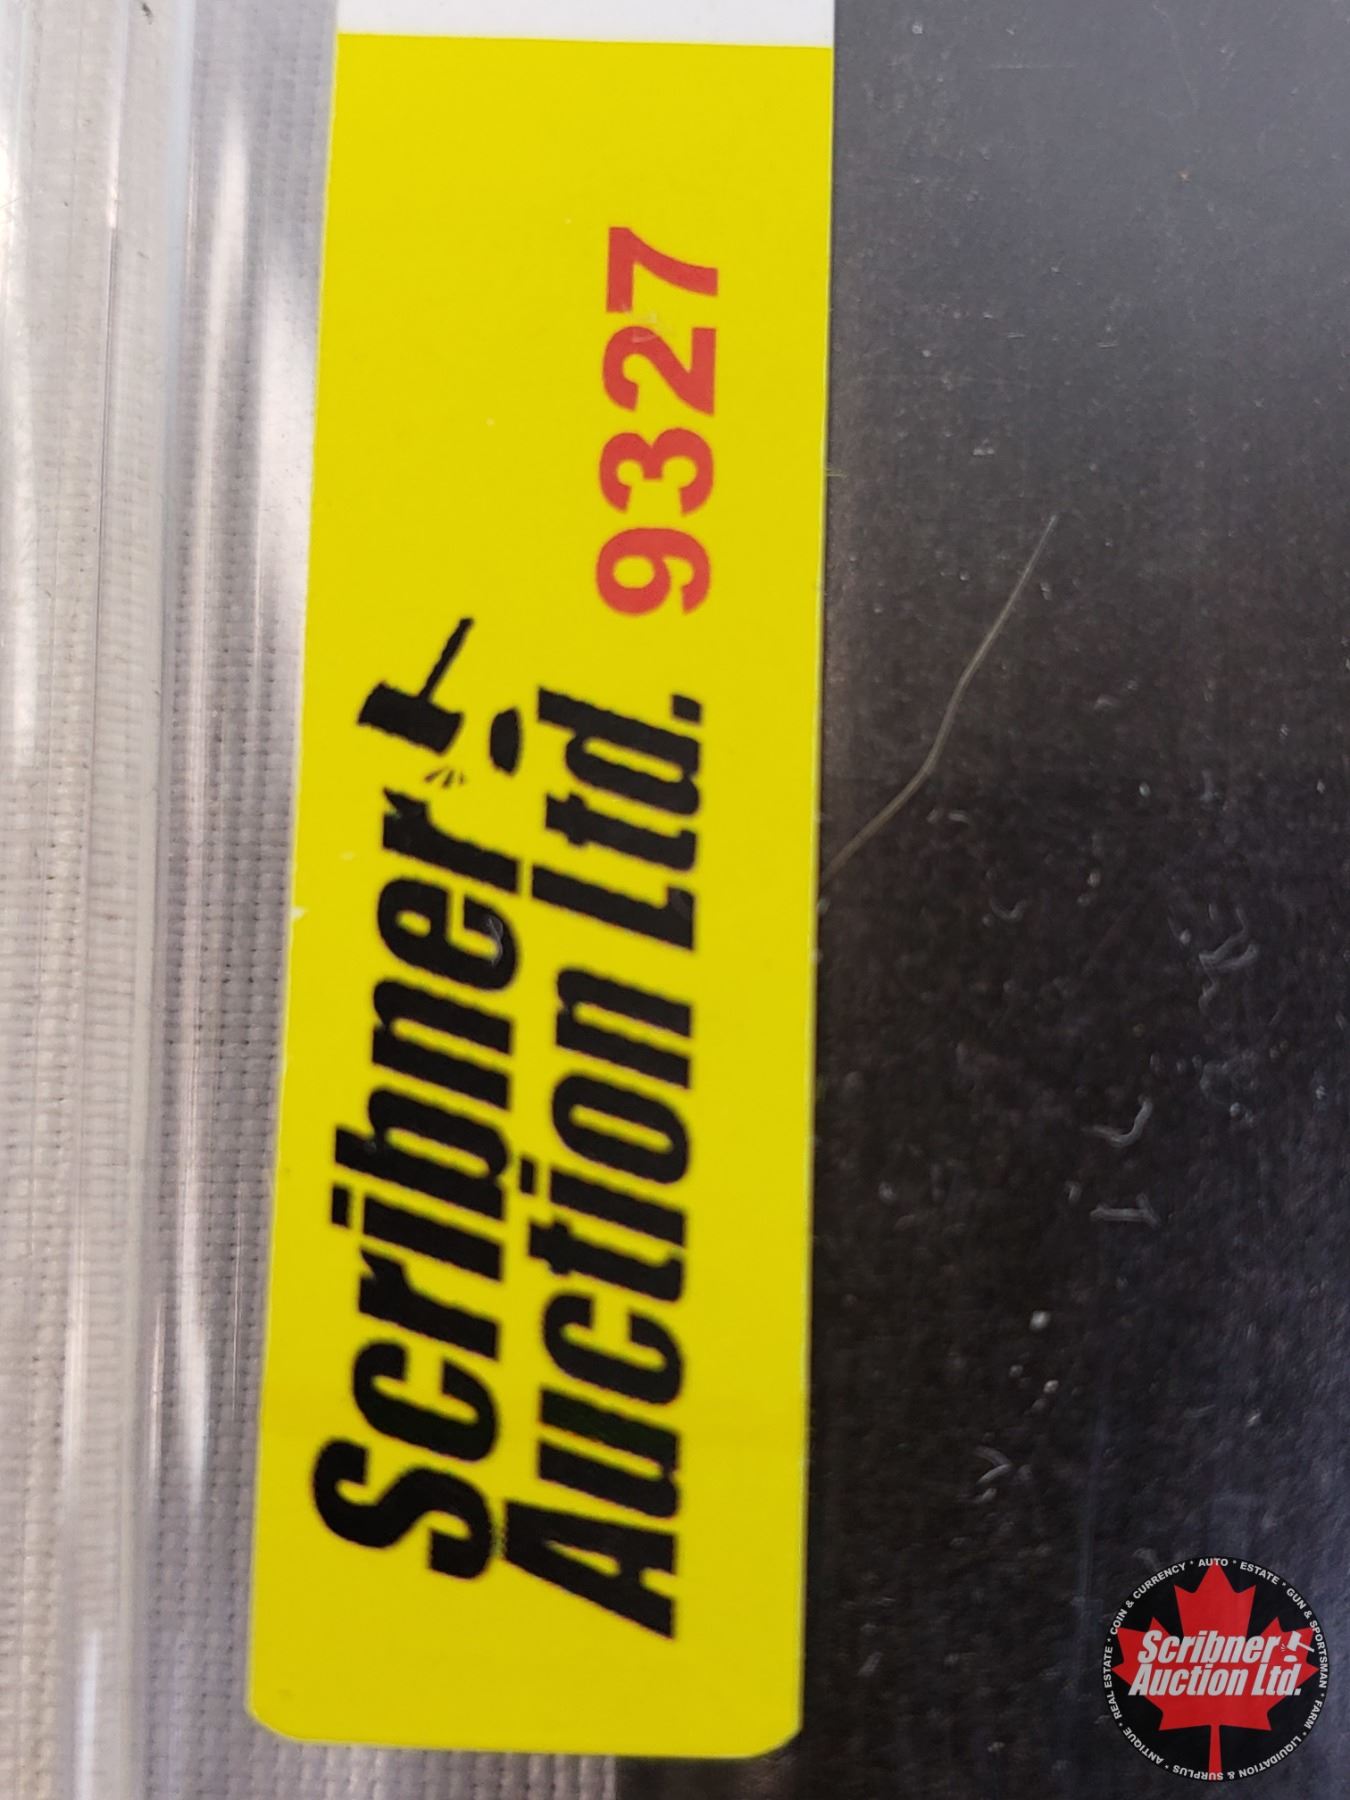 Scribner
Auction Ltd. 9327
Scribner
Auction Ltd.
ANTIQUE * REAL ESTATE * COIN & CURRENCY * AUTO * ESTATE * GUN & SPORTSMAN * FARM * LIQUIDATION & SURPLUS *